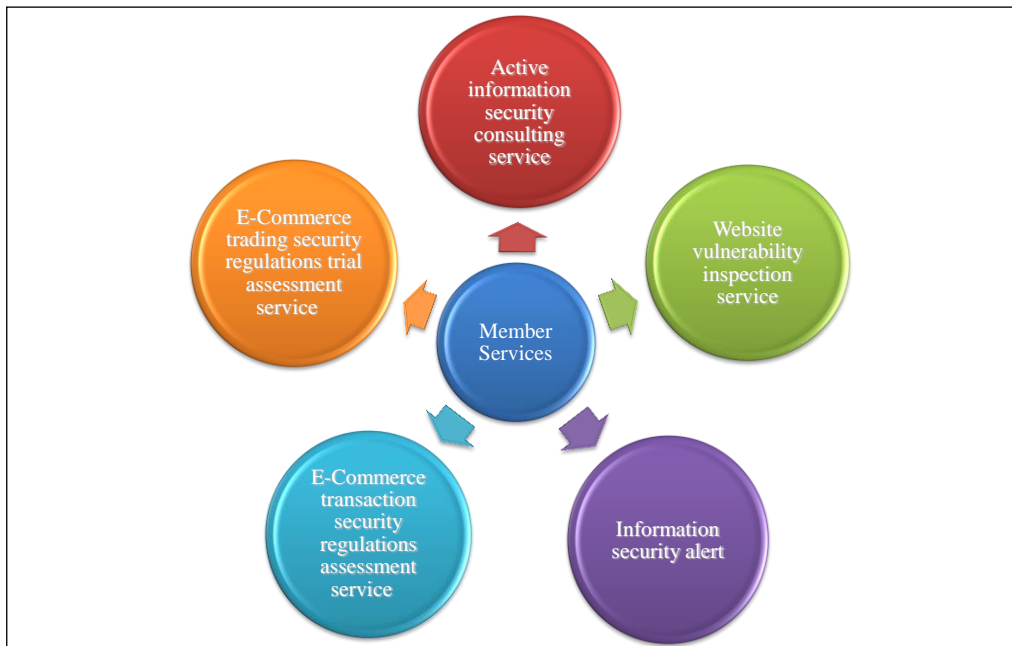 Active
information
security
consulting
service
E-Commerce
trading security
regulations trial
assessment
service
Website
vulnerability
inspection
service
Member
Services
E-Commerce
transaction
security
regulations
assessment
service
Information
security alert